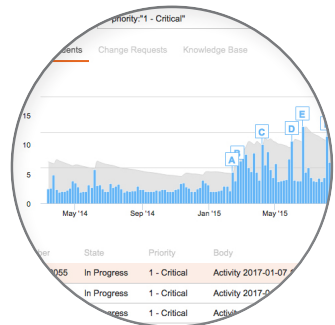 priority:"1 - Critical"
Change Requests Knowledge Base
15
E
D
C
10
A
5
0
May '14 Sep '14 Jan '15 May '15
State Priority Body
In Progress 1 - Critical Activity 2017-01-07
In Progress 1 - Critical Activity 2017-0
In Progress 1 - Critical